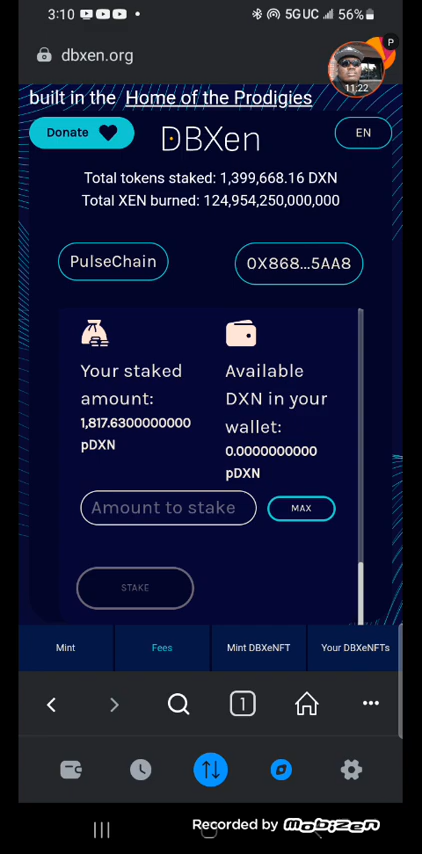 3:10
5GUC 56%
dbxen.org
P
11:22
built in the Home of the Prodigies
Donate
DBXen
EN
Total tokens staked: 1,399,668.16 DXN
Total XEN burned: 124,954,250,000,000
PulseChain
0X868...5AA8
Your staked amount:
1,817.6300000000 pDXN
Available DXN in your wallet:
0.0000000000 pDXN
Amount to stake
MAX
STAKE
Mint
Fees
Mint DBXeNFT
Your DBXeNFTs
1
Recorded by MOBIZEN